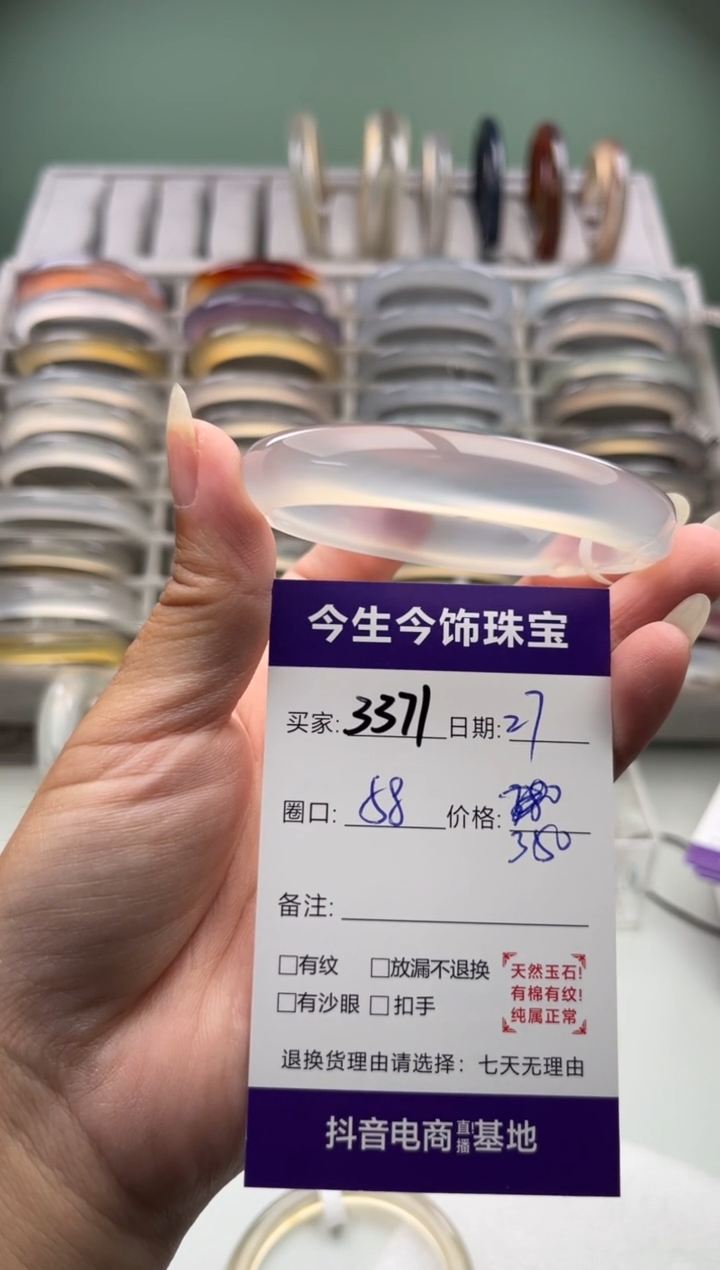 今生今饰珠宝
买家: 3371 日期: 27
圈口: 58 价格:
350
备注:
□有纹 □放漏不退换
□有沙眼 □扣手
天然玉石!
有棉有纹!
纯属正常
退换货理由请选择：七天无理由
抖音电商直播基地